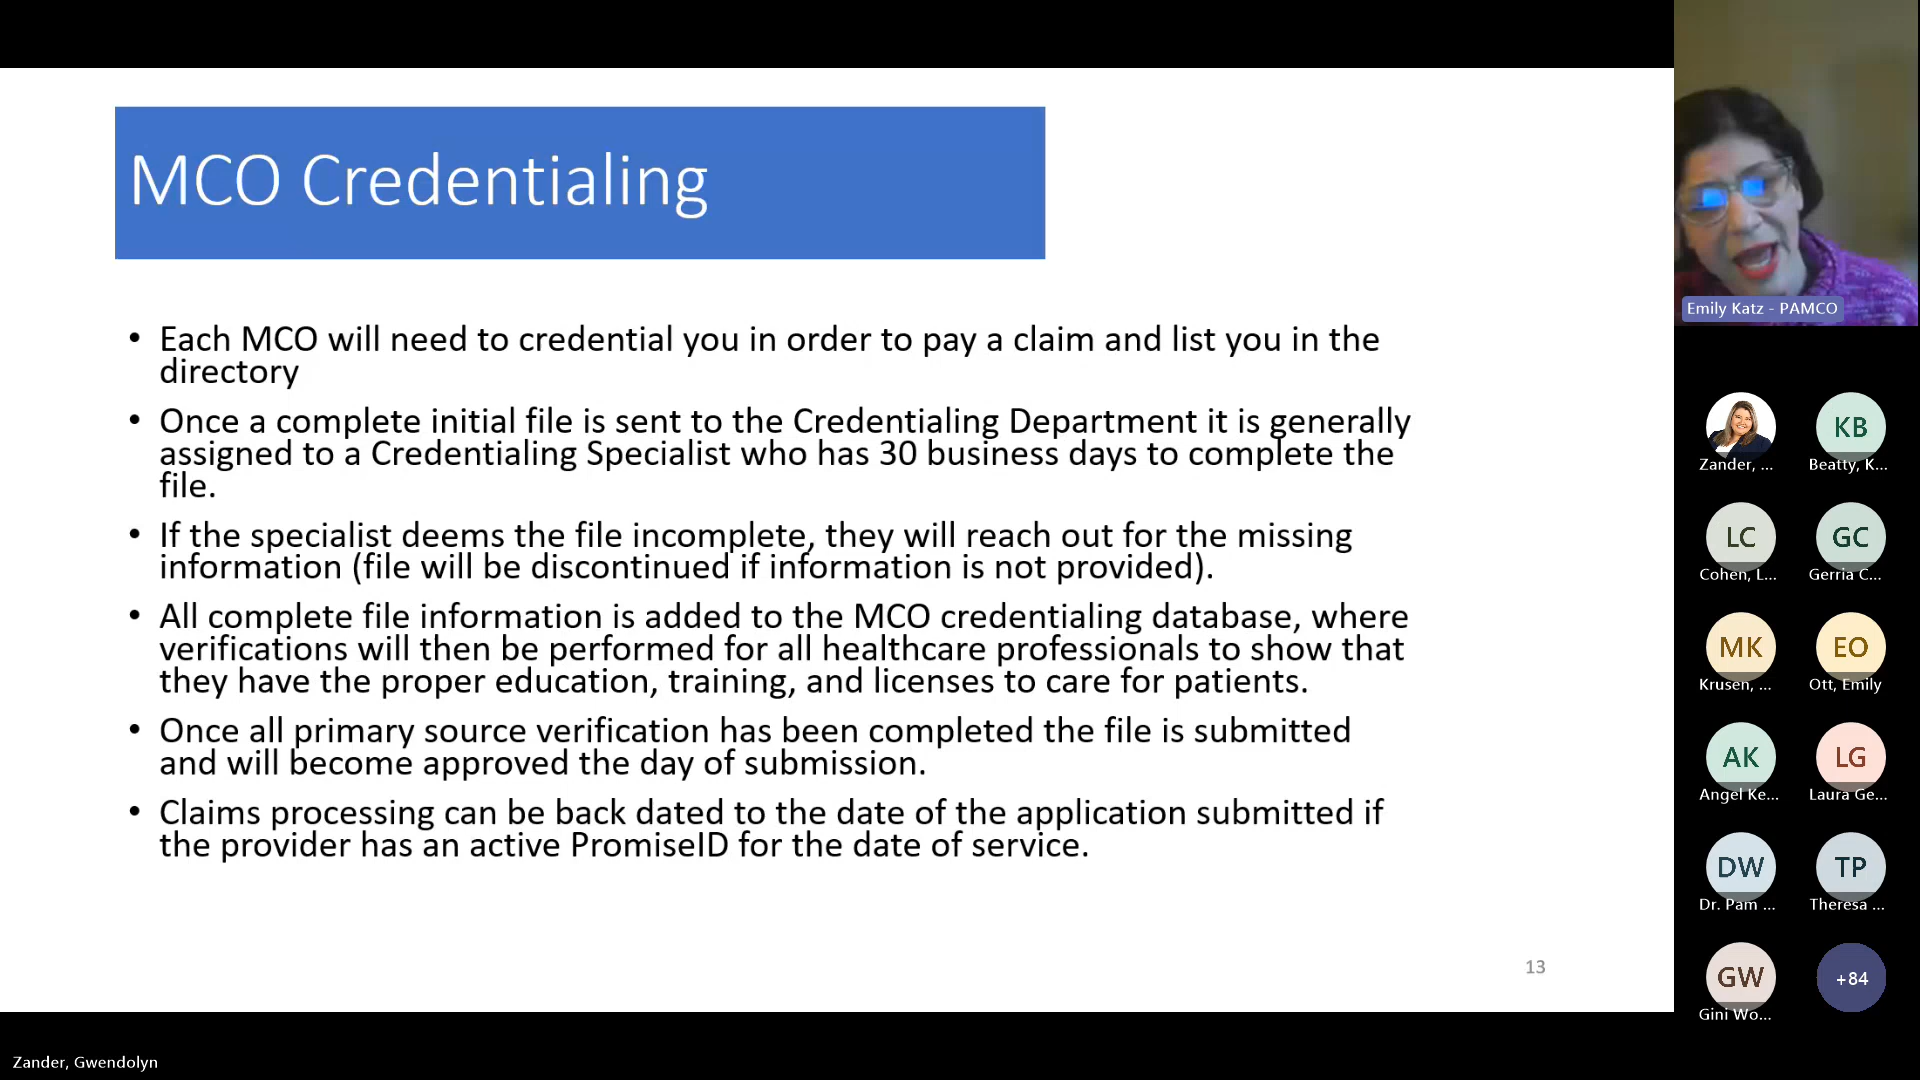 MCO Credentialing
• Each MCO will need to credential you in order to pay a claim and list you in the
directory
• Once a complete initial file is sent to the Credentialing Department it is generally
assigned to a Credentialing Specialist who has 30 business days to complete the
file.
• If the specialist deems the file incomplete, they will reach out for the missing
information (file will be discontinued if information is not provided).
• All complete file information is added to the MCO credentialing database, where
verifications will then be performed for all healthcare professionals to show that
they have the proper education, training, and licenses to care for patients.
• Once all primary source verification has been completed the file is submitted
and will become approved the day of submission.
• Claims processing can be back dated to the date of the application submitted if
the provider has an active PromiseID for the date of service.
13
Zander, Gwendolyn
Emily Katz - PAMCO
KB
Zander, ...
Beatty, K...
LC
GC
Cohen, L...
Gerria C...
MK
EO
Krusen, ...
Ott, Emily
AK
LG
Angel Ke...
Laura Ge...
DW
TP
Dr. Pam ...
Theresa ...
GW
+84
Gini Wo...